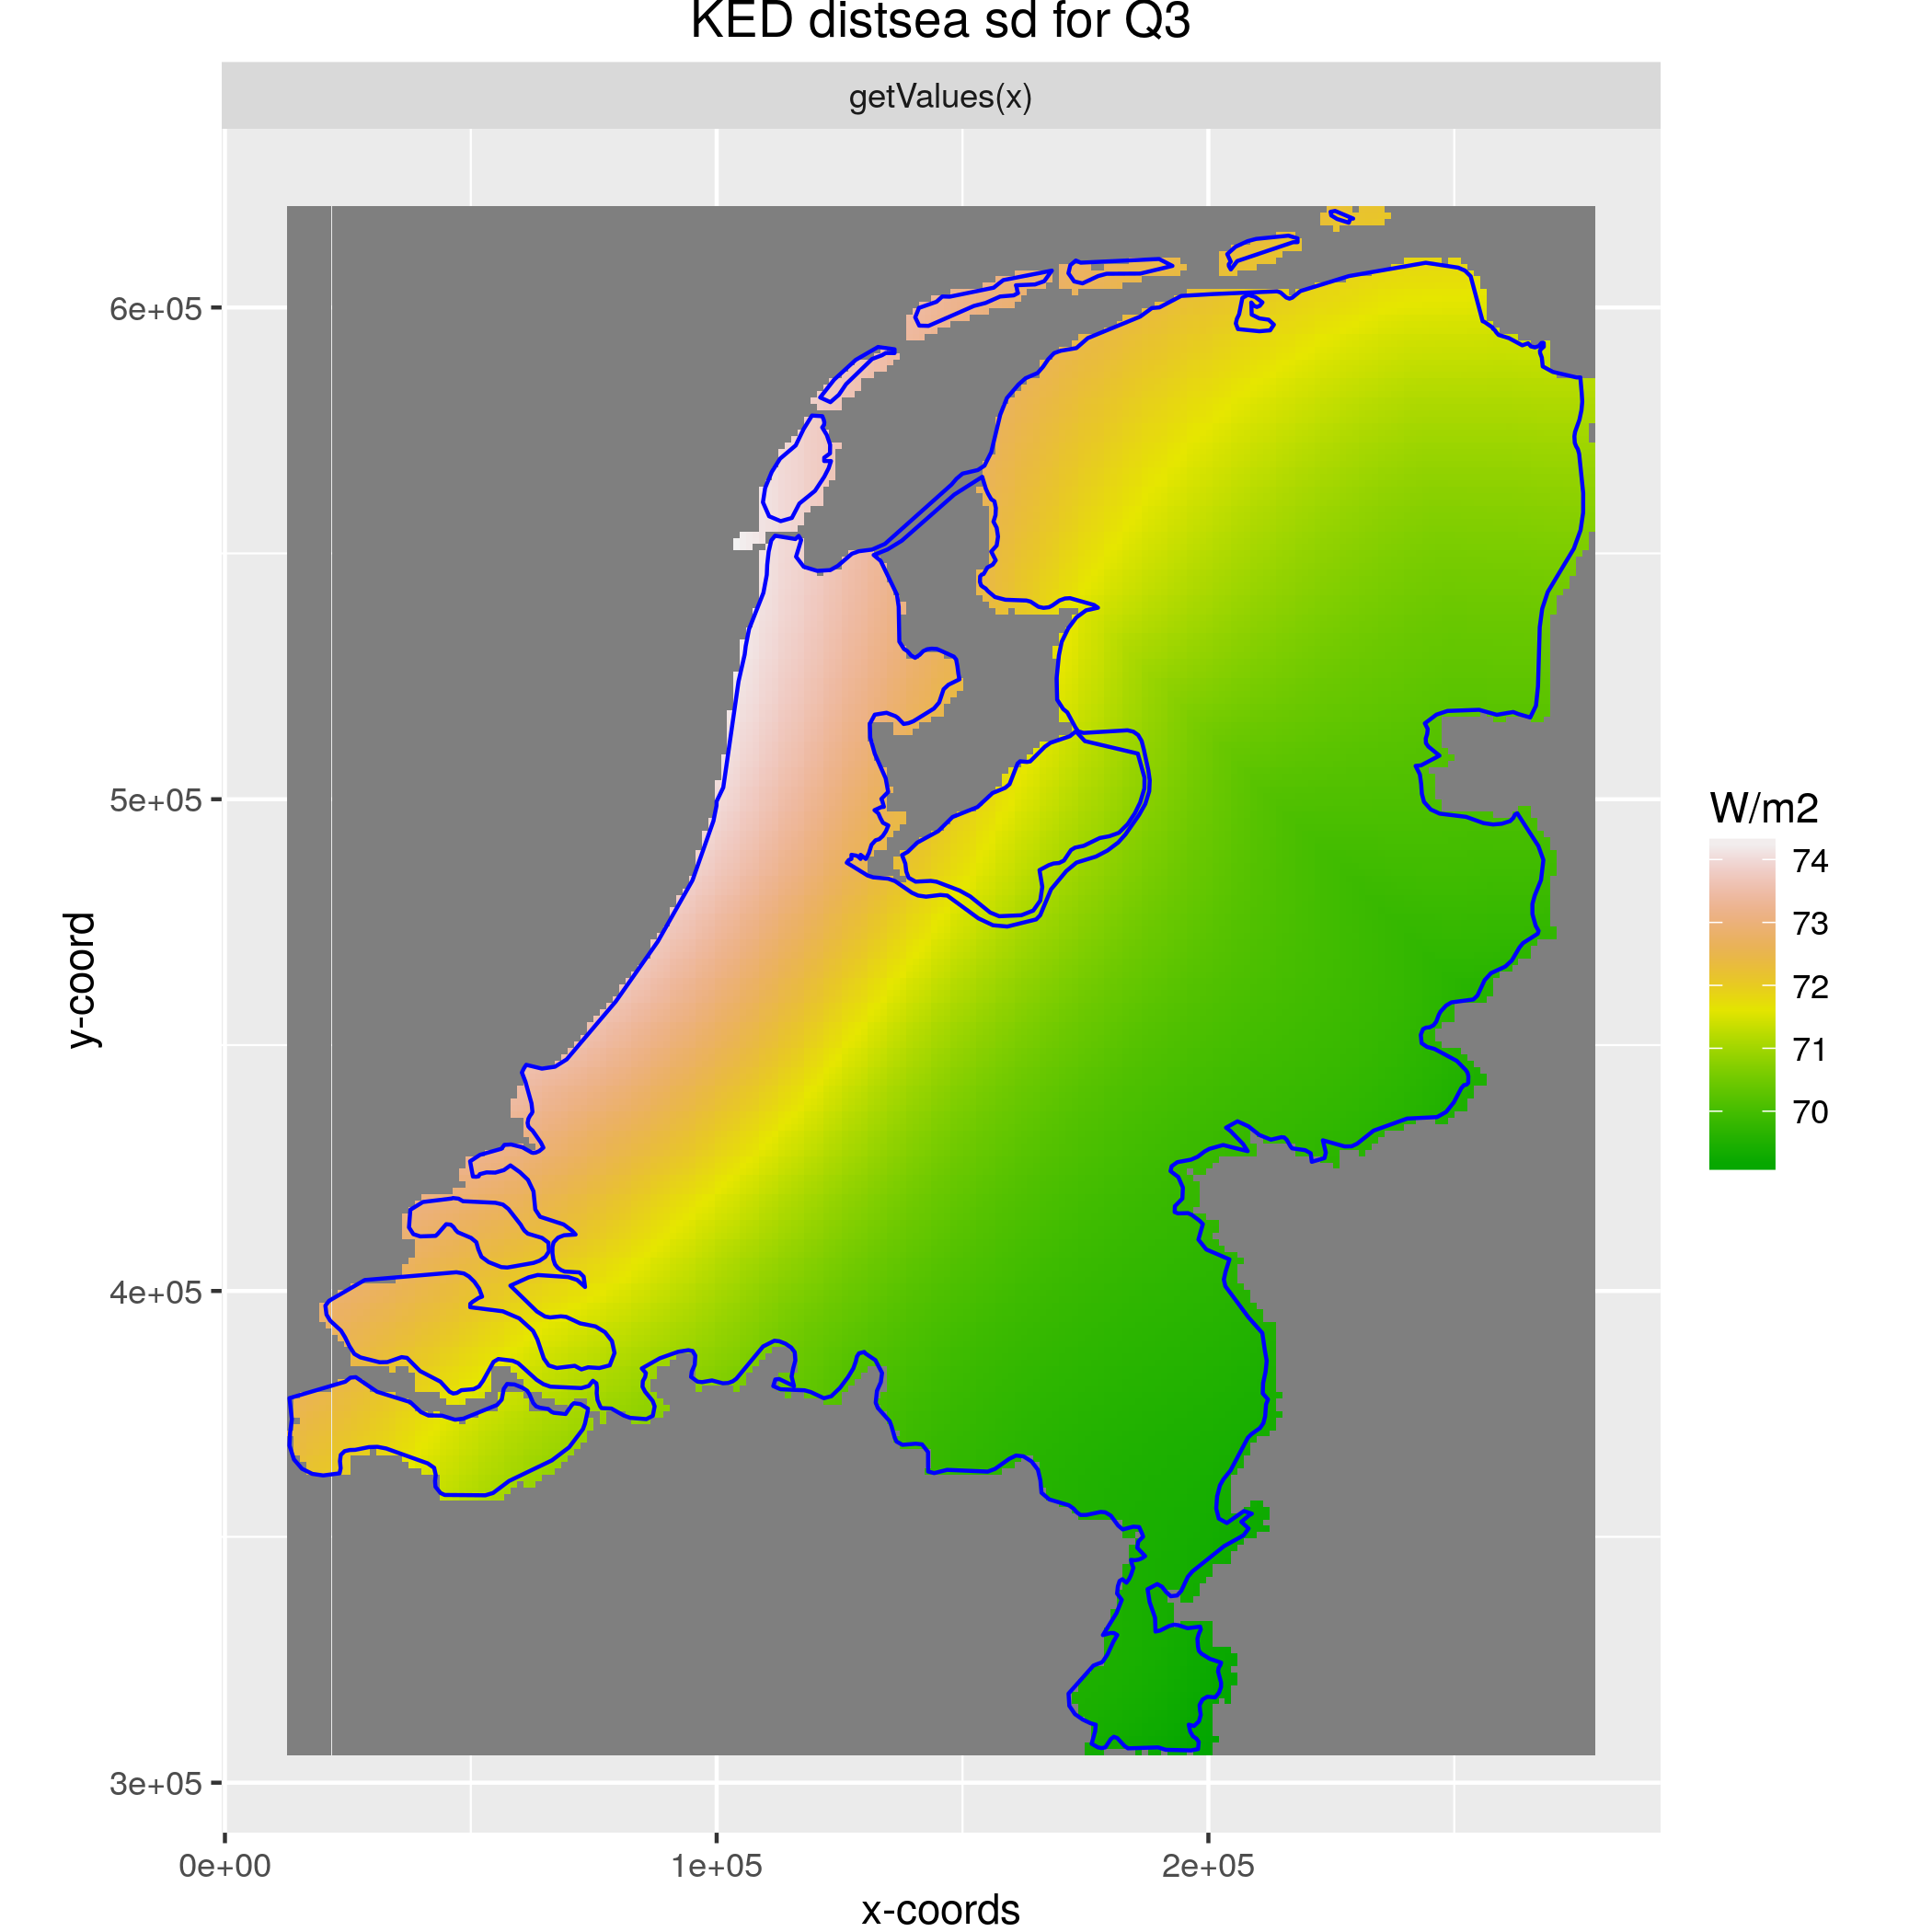 KED distsea sd for Q3
getValues(x)
6e+05
5e+05
4e+05
3e+05
y-coord
0e+00
1e+05
2e+05
x-coords
W/m2
74
73
72
71
70